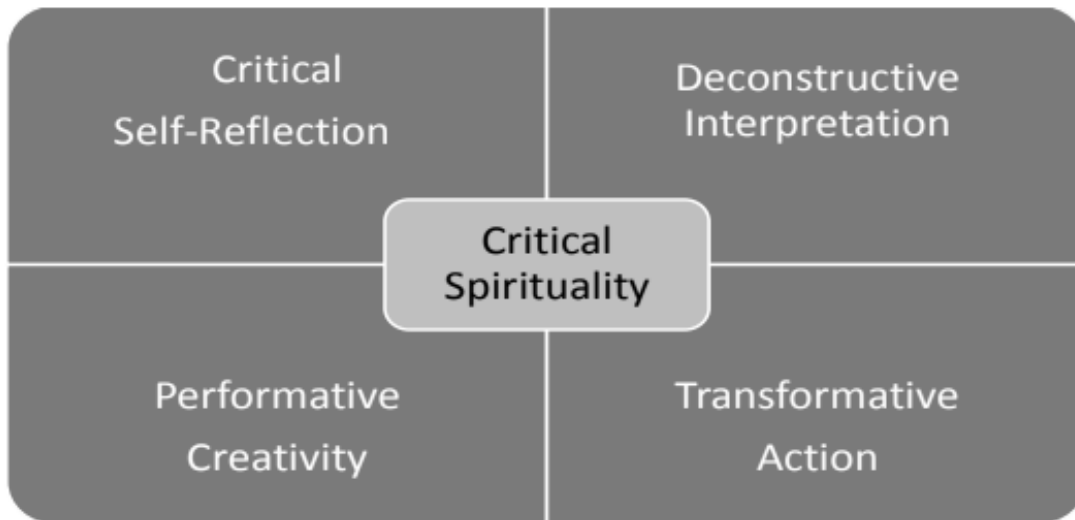 Critical
Self-Reflection
Deconstructive
Interpretation
Critical
Spirituality
Performative
Creativity
Transformative
Action